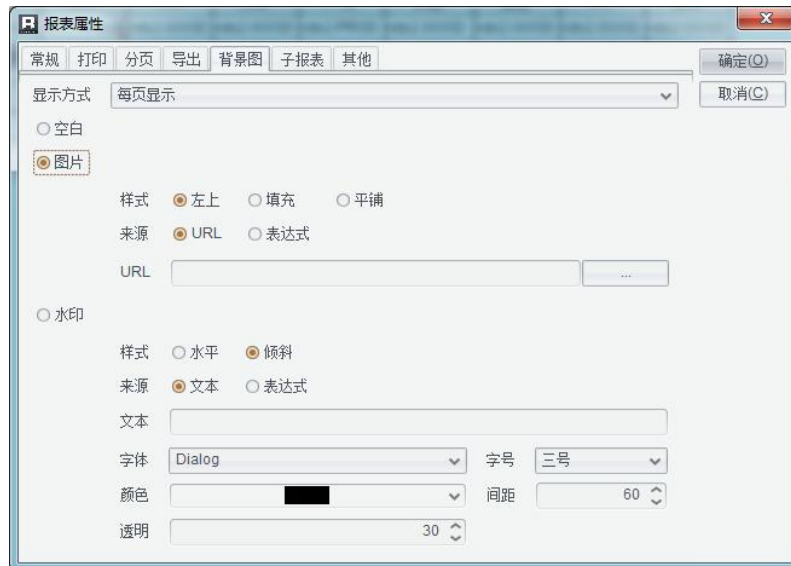 报表属性
常规 打印 分页 导出 背景图 子报表 其他 确定(O)
显示方式 每页显示 取消(C)
空白
图片
样式 左上 填充 平铺
来源 URL 表达式
URL ...
水印
样式 水平 倾斜
来源 文本 表达式
文本
字体 Dialog 字号 三号
颜色 间距 60
透明 30